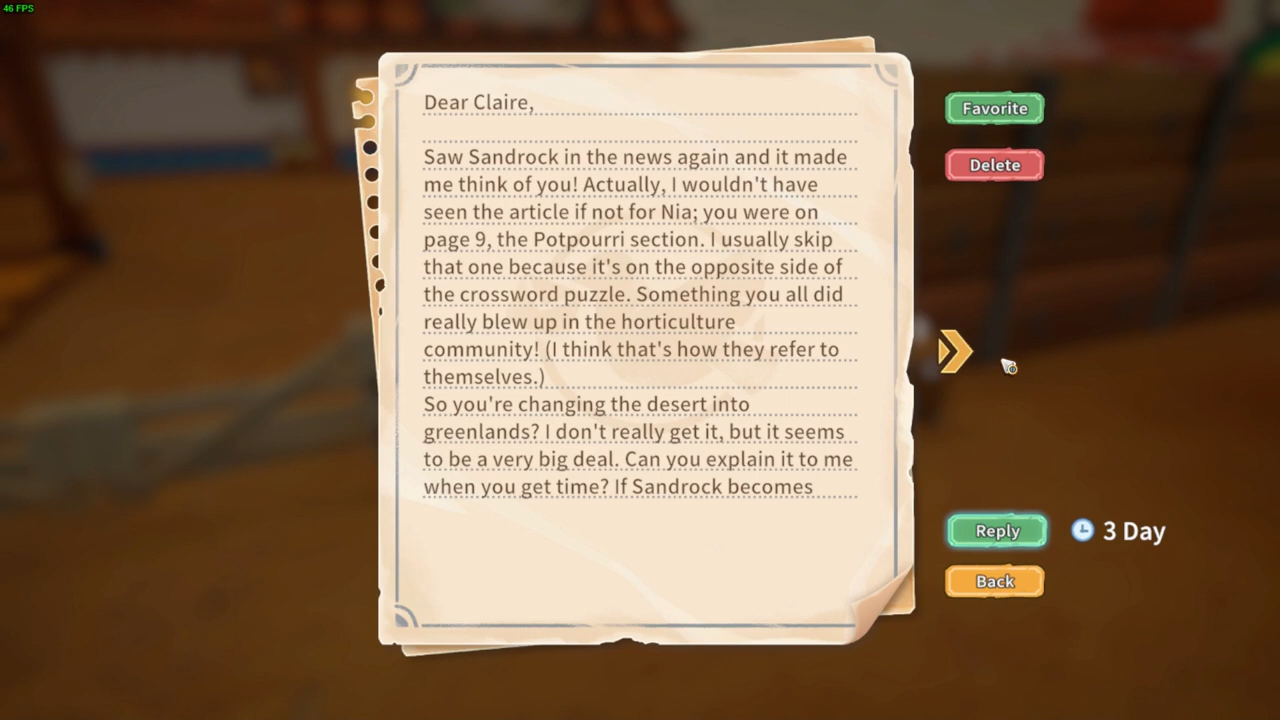 46 FPS
Dear Claire,
Saw Sandrock in the news again and it made
me think of you! Actually, I wouldn't have
seen the article if not for Nia; you were on
page 9, the Potpourri section. I usually skip
that one because it's on the opposite side of
the crossword puzzle. Something you all did
really blew up in the horticulture
community! (I think that's how they refer to
themselves.)
So you're changing the desert into
greenlands? I don't really get it, but it seems
to be a very big deal. Can you explain it to me
when you get time? If Sandrock becomes
Favorite
Delete
Reply
3 Day
Back